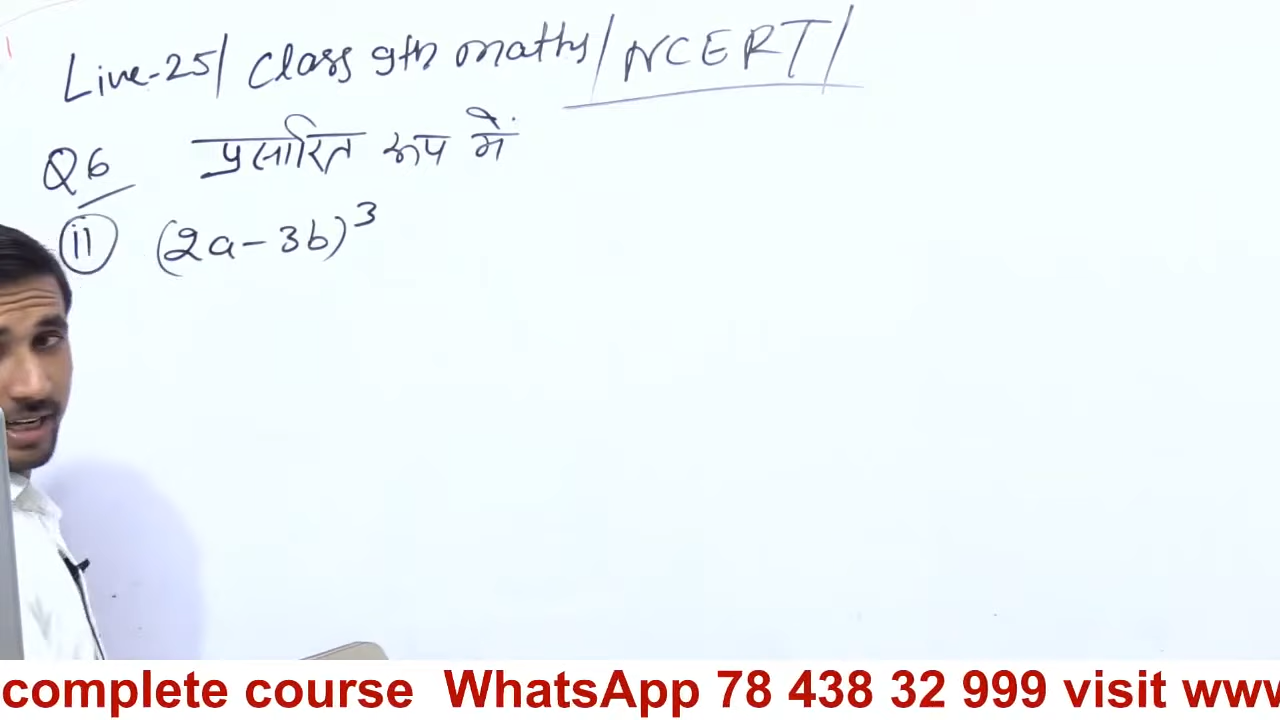 Live-25/ Class 9th maths/NCERT/
Q6 प्रसारित रूप में
(ii) (2a-3b)³
complete course WhatsApp 78 438 32 999 visit www